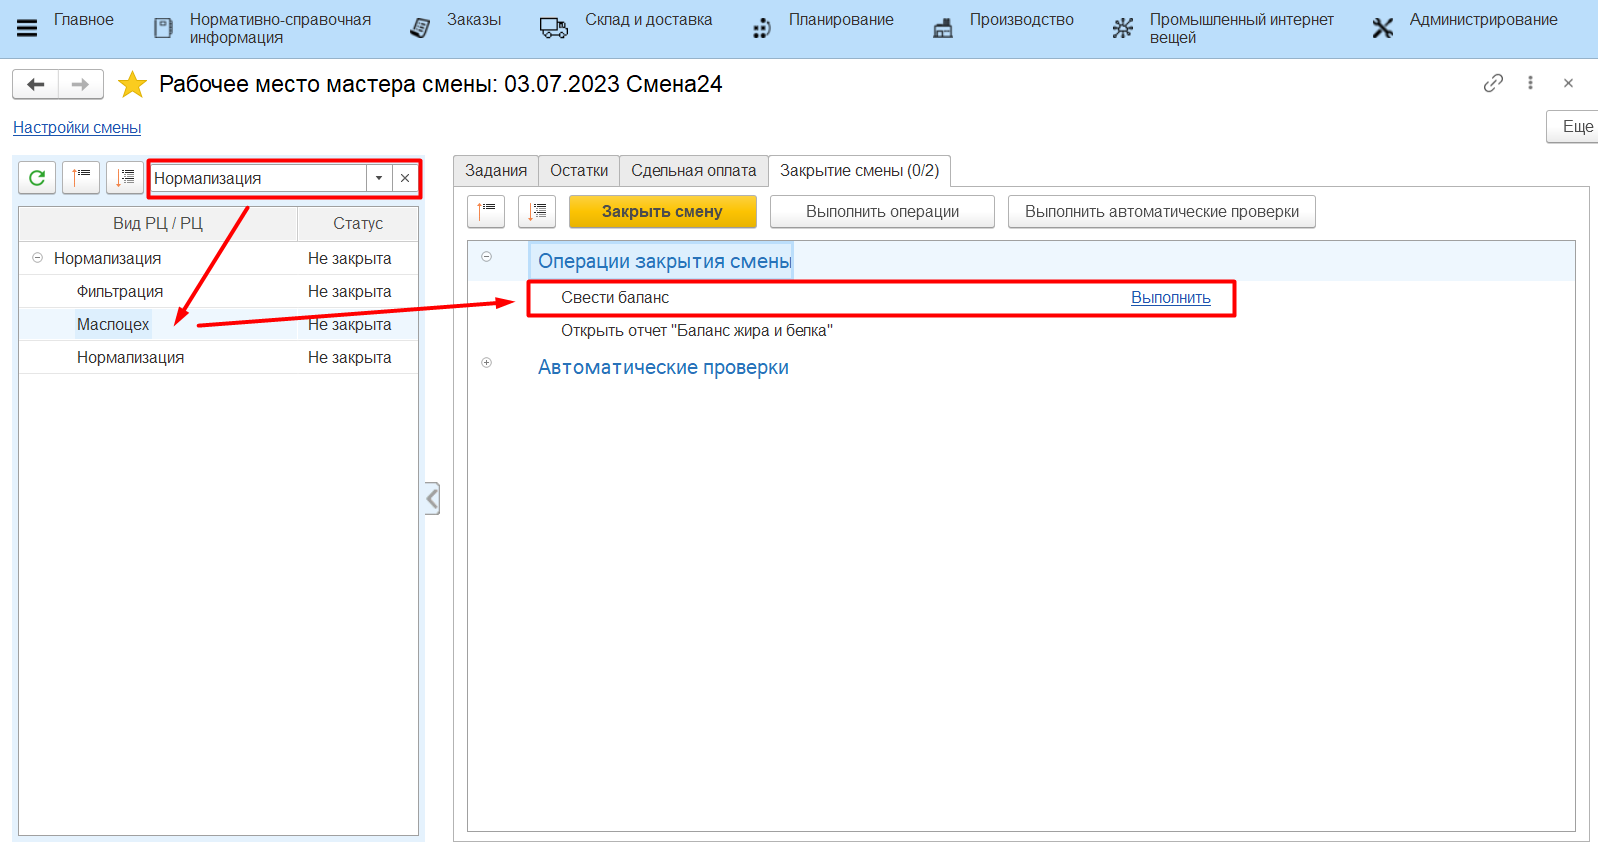 Главное
Нормативно-справочная
информация
Заказы
Склад и доставка
Планирование
Производство
Промышленный интернет
вещей
Администрирование
Рабочее место мастера смены: 03.07.2023 Смена24
Настройки смены
Еще
Нормализация
Вид РЦ / РЦ
Статус
Нормализация
Не закрыта
Фильтрация
Не закрыта
Маслоцех
Не закрыта
Нормализация
Не закрыта
Задания
Остатки
Сдельная оплата
Закрытие смены (0/2)
Закрыть смену
Выполнить операции
Выполнить автоматические проверки
Операции закрытия смены
Свести баланс
Выполнить
Открыть отчет "Баланс жира и белка"
Автоматические проверки